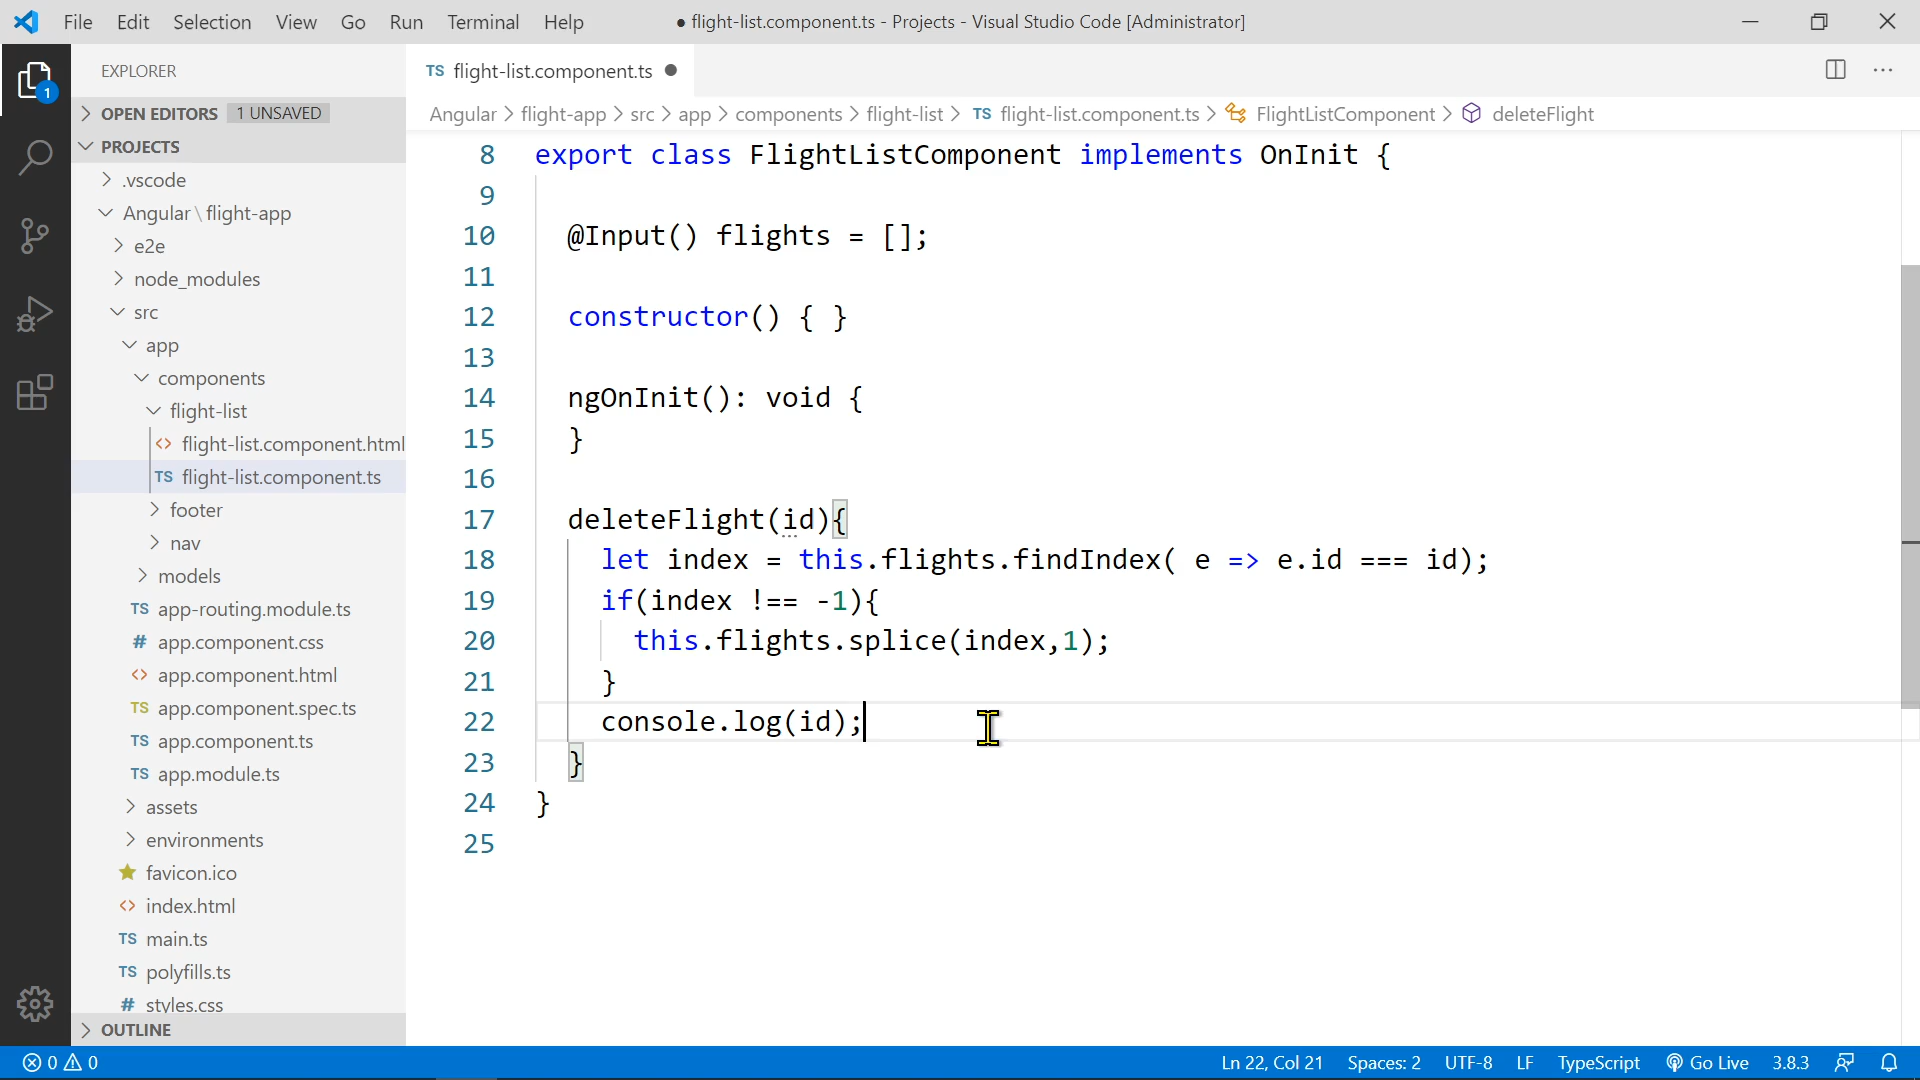 File Edit Selection View Go Run Terminal Help
● flight-list.component.ts - Projects - Visual Studio Code [Administrator]
EXPLORER
1
OPEN EDITORS 1 UNSAVED
PROJECTS
.vscode
Angular \ flight-app
e2e
node_modules
src
app
components
flight-list
<> flight-list.component.html
TS flight-list.component.ts
footer
nav
models
TS app-routing.module.ts
# app.component.css
<> app.component.html
TS app.component.spec.ts
TS app.component.ts
TS app.module.ts
assets
environments
favicon.ico
<> index.html
TS main.ts
TS polyfills.ts
# styles.css
OUTLINE
TS flight-list.component.ts ●
Angular > flight-app > src > app > components > flight-list > TS flight-list.component.ts > FlightListComponent > deleteFlight
8 export class FlightListComponent implements OnInit {
9
10 @Input() flights = [];
11
12 constructor() { }
13
14 ngOnInit(): void {
15 }
16
17 deleteFlight(id){
18 let index = this.flights.findIndex( e => e.id === id);
19 if(index !== -1){
20 this.flights.splice(index,1);
21 }
22 console.log(id);
23 }
24 }
25
0 0
Ln 22, Col 21 Spaces: 2 UTF-8 LF TypeScript Go Live 3.8.3